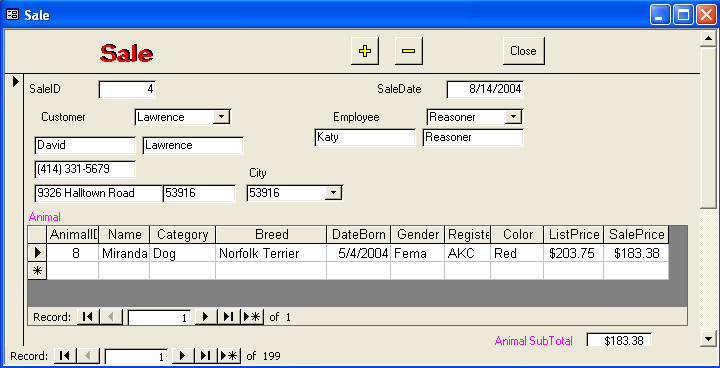 Sale
Sale Close
SaleID 4 SaleDate 8/14/2004
Customer Lawrence Employee Reasoner
David Lawrence Katy Reasoner
(414) 331-5679
City
9326 Halltown Road 53916 53916
Animal
AnimalID Name Category Breed DateBorn Gender Registe Color ListPrice SalePrice
8 Miranda Dog Norfolk Terrier 5/4/2004 Fema AKC Red $203.75 $183.38
Record: 1 of 1
Animal SubTotal $183.38
Record: 1 of 199